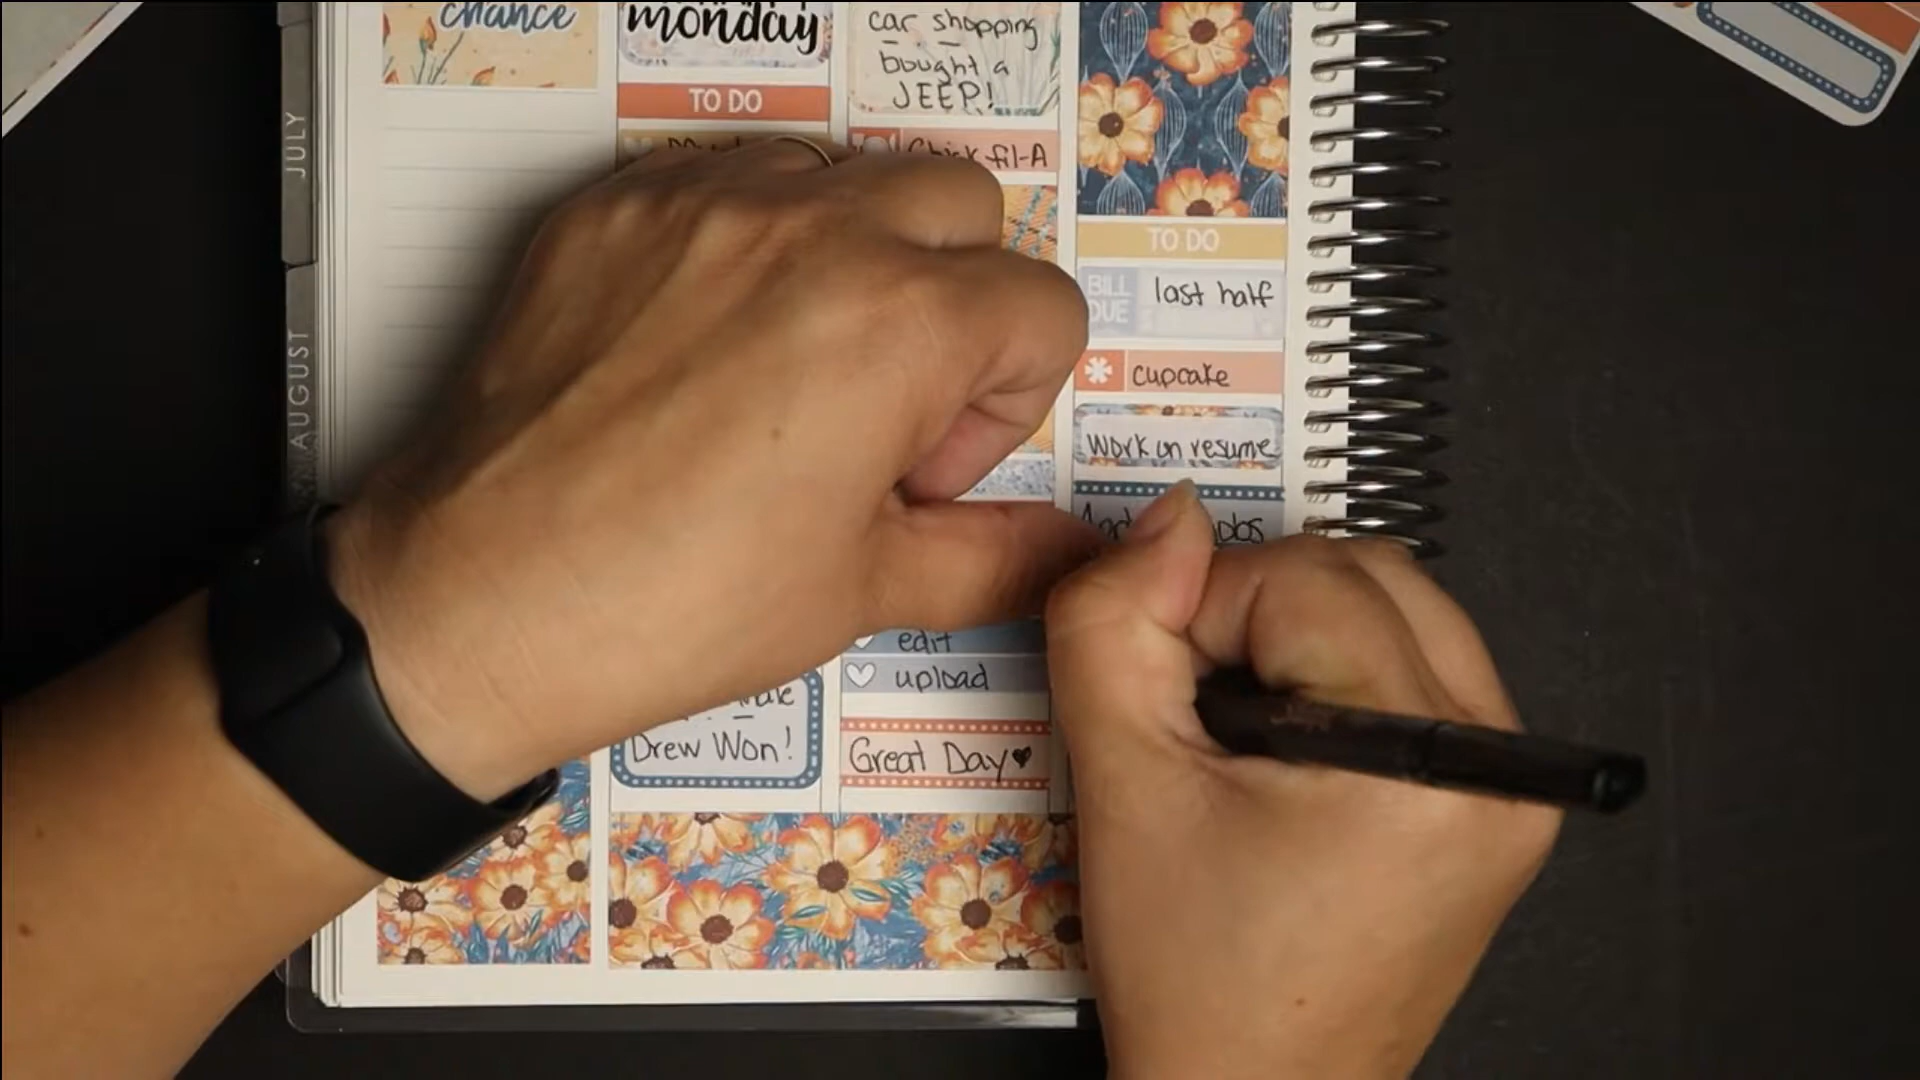 chance
JULY
AUGUST
monday
TO DO
Drew Won!
car shopping
bought a
JEEP!
Chick-fil-A
edit
upload
Great Day
TO DO
BILL
DUE
last half
cupcake
Work on resume